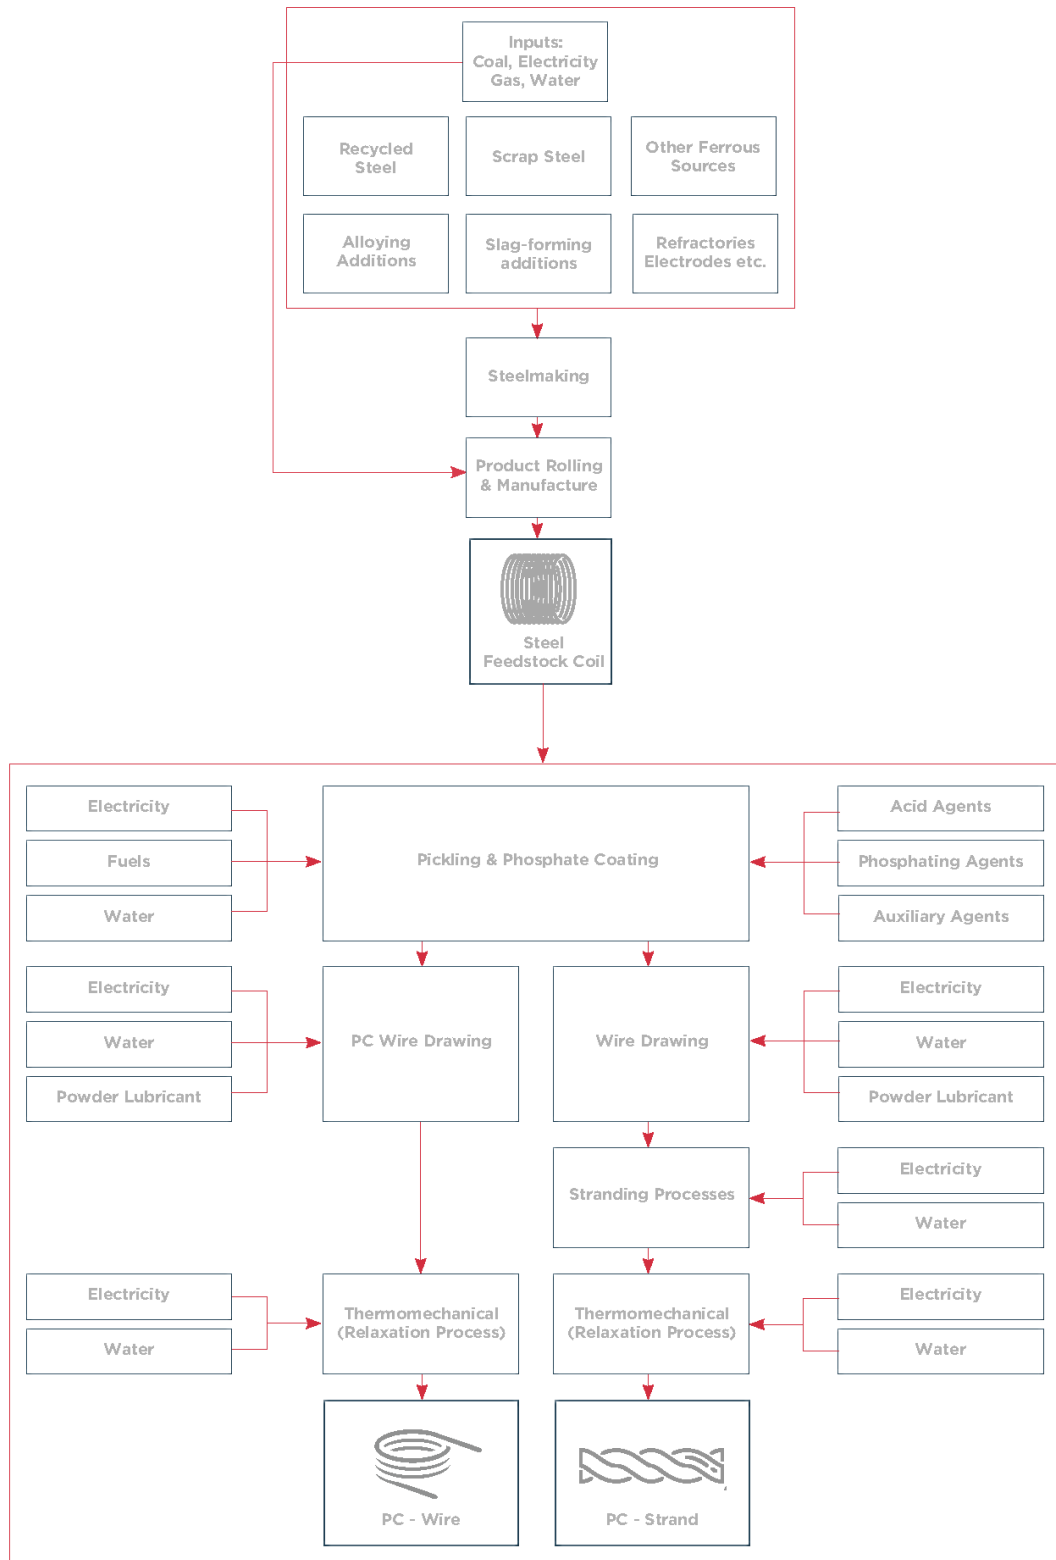 Inputs:
Coal, Electricity
Gas, Water
Recycled
Steel
Scrap Steel
Other Ferrous
Sources
Alloying
Additions
Slag-forming
additions
Refractories
Electrodes etc.
Steelmaking
Product Rolling
& Manufacture
Steel
Feedstock Coil
Electricity
Fuels
Water
Pickling & Phosphate Coating
Acid Agents
Phosphating Agents
Auxiliary Agents
Electricity
Water
Powder Lubricant
PC Wire Drawing
Wire Drawing
Electricity
Water
Powder Lubricant
Stranding Processes
Electricity
Water
Electricity
Water
Thermomechanical
(Relaxation Process)
Thermomechanical
(Relaxation Process)
Electricity
Water
PC - Wire
PC - Strand